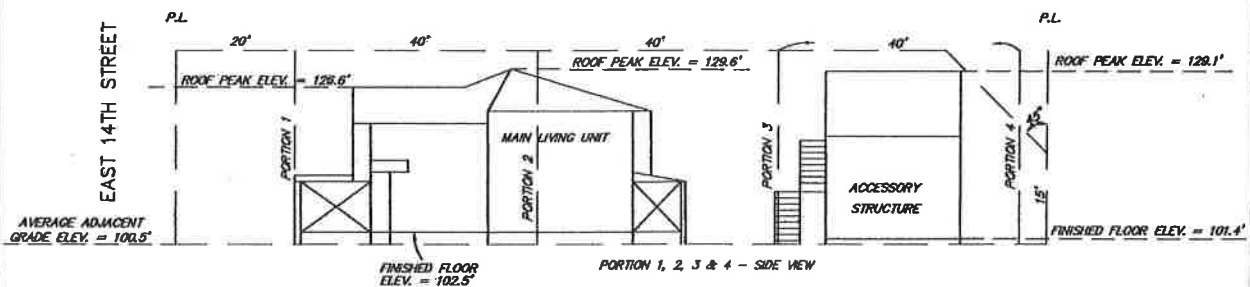 P.L.
P.L.
20'
40'
40'
40'
EAST 14TH STREET
ROOF PEAK ELEV. = 126.6'
ROOF PEAK ELEV. = 129.6'
ROOF PEAK ELEV. = 129.1'
PORTION 1
MAIN LIVING UNIT
PORTION 2
PORTION 3
PORTION 4
45°
15'
ACCESSORY
STRUCTURE
AVERAGE ADJACENT
GRADE ELEV. = 100.5'
FINISHED FLOOR ELEV. = 101.4'
FINISHED FLOOR
ELEV. = 102.5'
PORTION 1, 2, 3 & 4 - SIDE VIEW